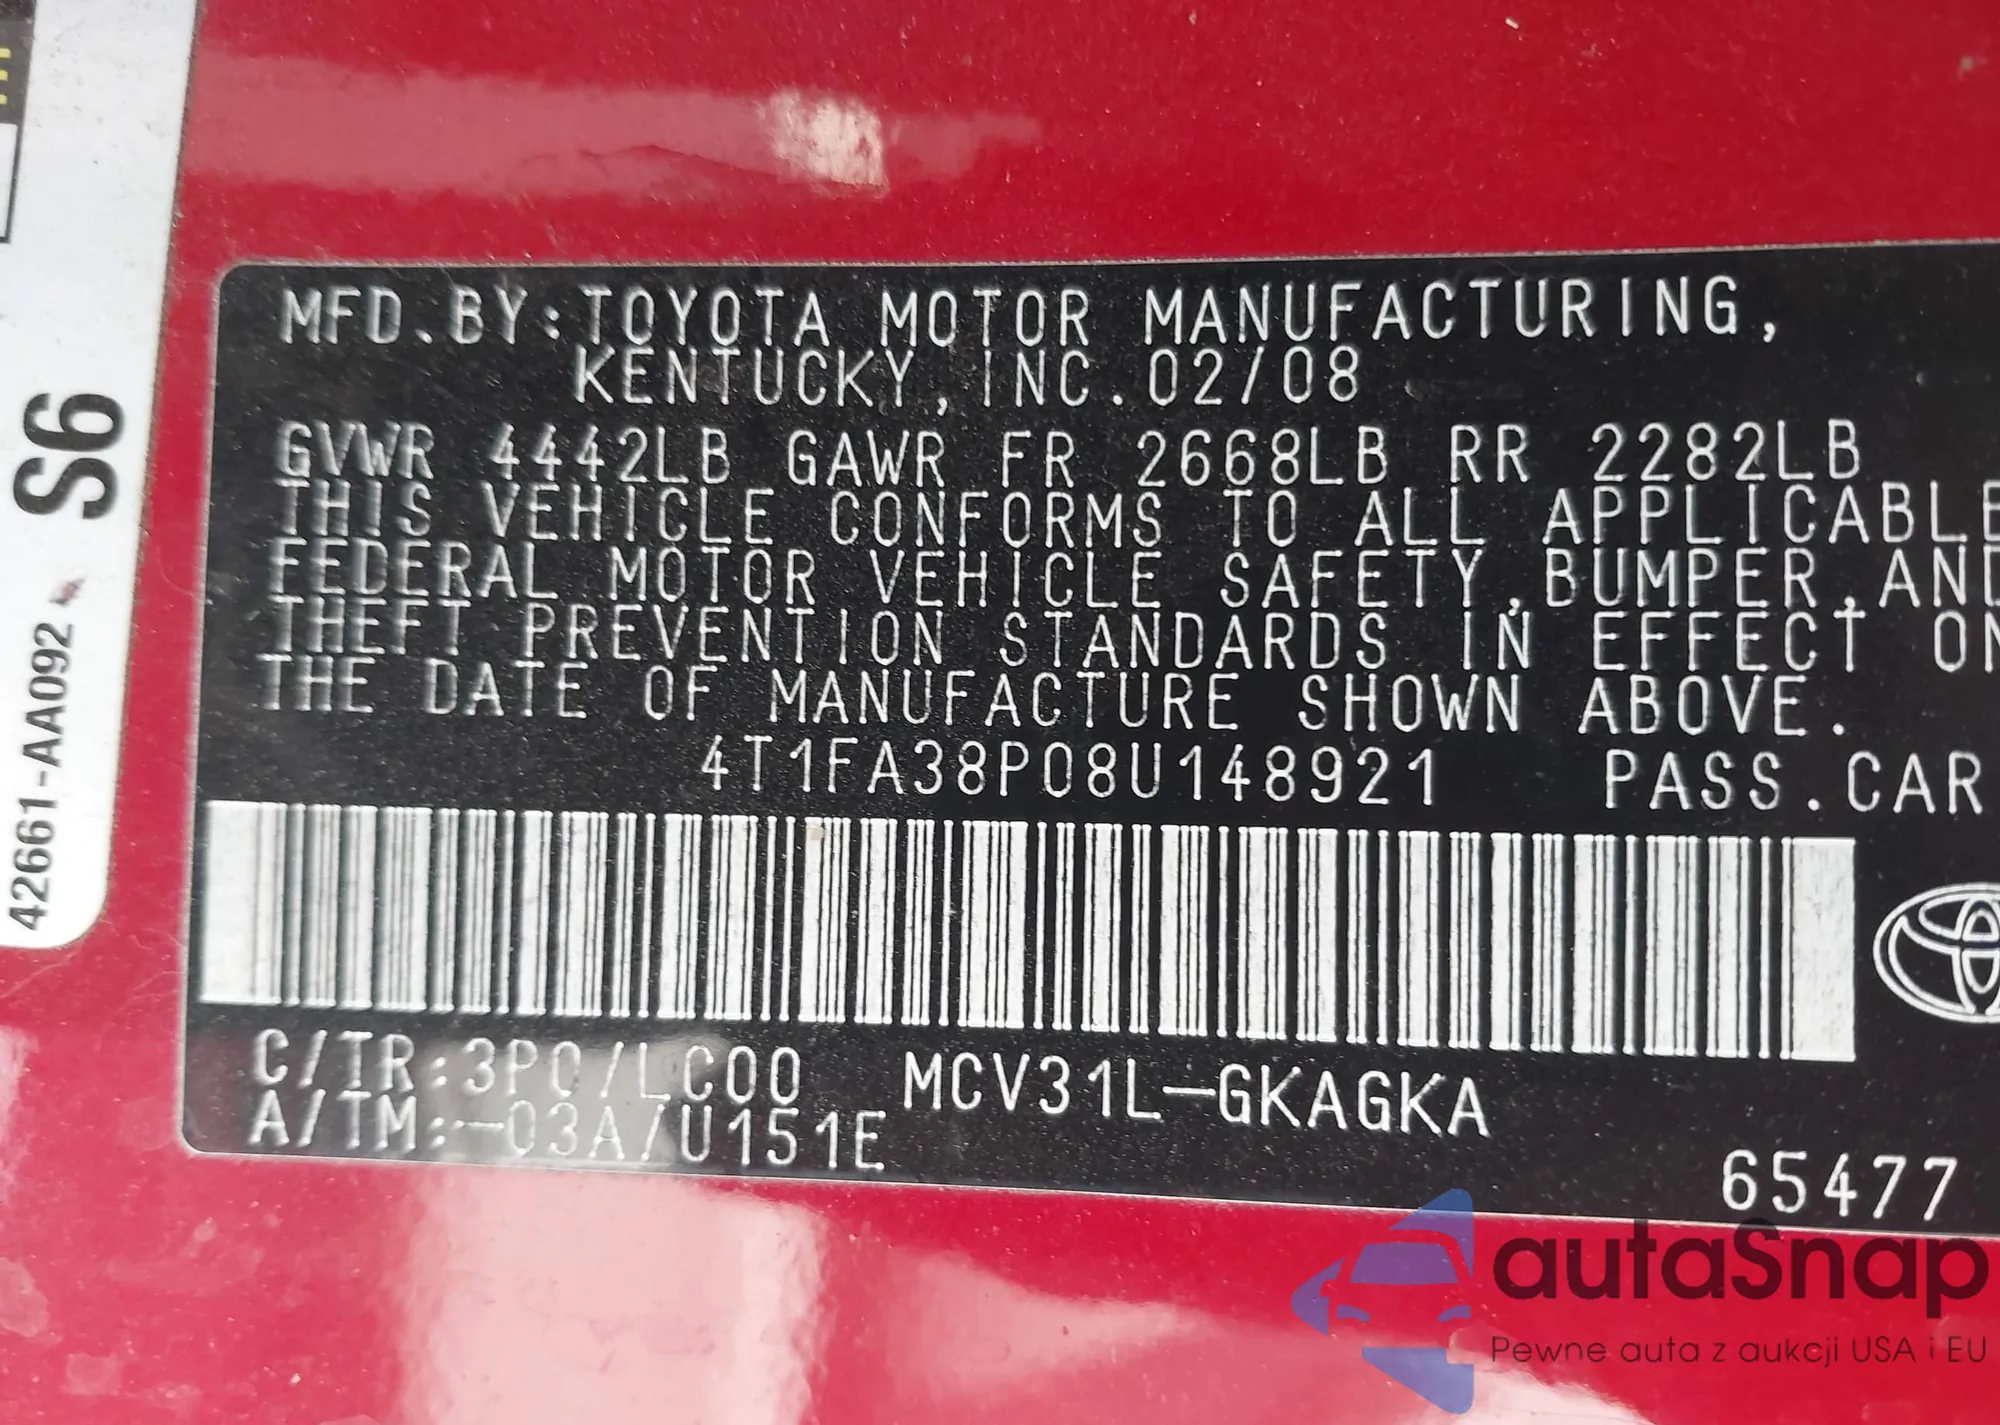 MFD.BY:TOYOTA MOTOR MANUFACTURING,
KENTUCKY,INC.02/08
GVWR 4442LB GAWR FR 2668LB RR 2282LB
THIS VEHICLE CONFORMS TO ALL APPLICABLE
FEDERAL MOTOR VEHICLE SAFETY,BUMPER,AND
THEFT PREVENTION STANDARDS IN EFFECT ON
THE DATE OF MANUFACTURE SHOWN ABOVE.
4T1FA38P08U148921 PASS.CAR
C/TR:3P0/LC00 MCV31L-GKAGKA
A/TM:-03A/U151E
65477
S6
42661-AA092
autaSnap
Pewne auta z aukcji USA i EU